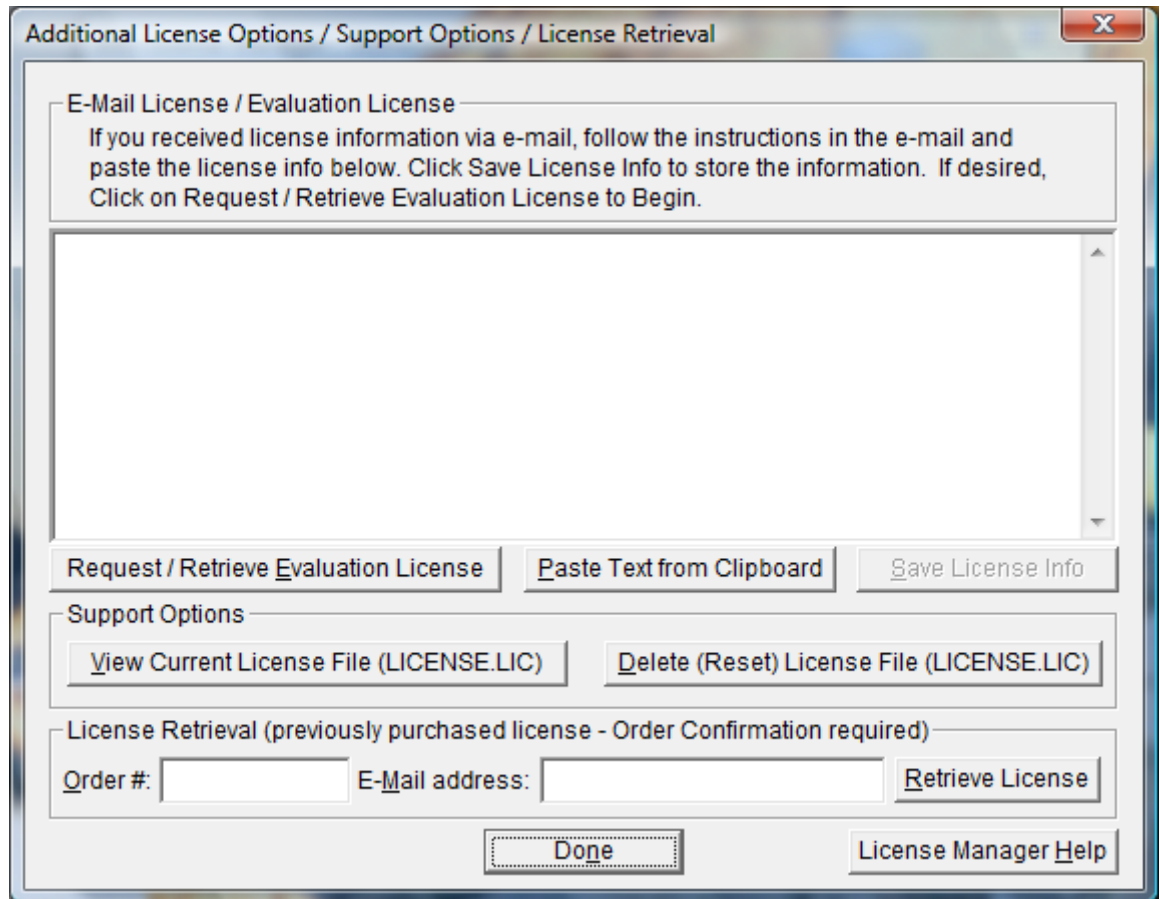 Additional License Options / Support Options / License Retrieval
E-Mail License / Evaluation License
If you received license information via e-mail, follow the instructions in the e-mail and
paste the license info below. Click Save License Info to store the information.  If desired,
Click on Request / Retrieve Evaluation License to Begin.
Request / Retrieve Evaluation License
Paste Text from Clipboard
Save License Info
Support Options
View Current License File (LICENSE.LIC)
Delete (Reset) License File (LICENSE.LIC)
License Retrieval (previously purchased license - Order Confirmation required)
Order #:
E-Mail address:
Retrieve License
Done
License Manager Help